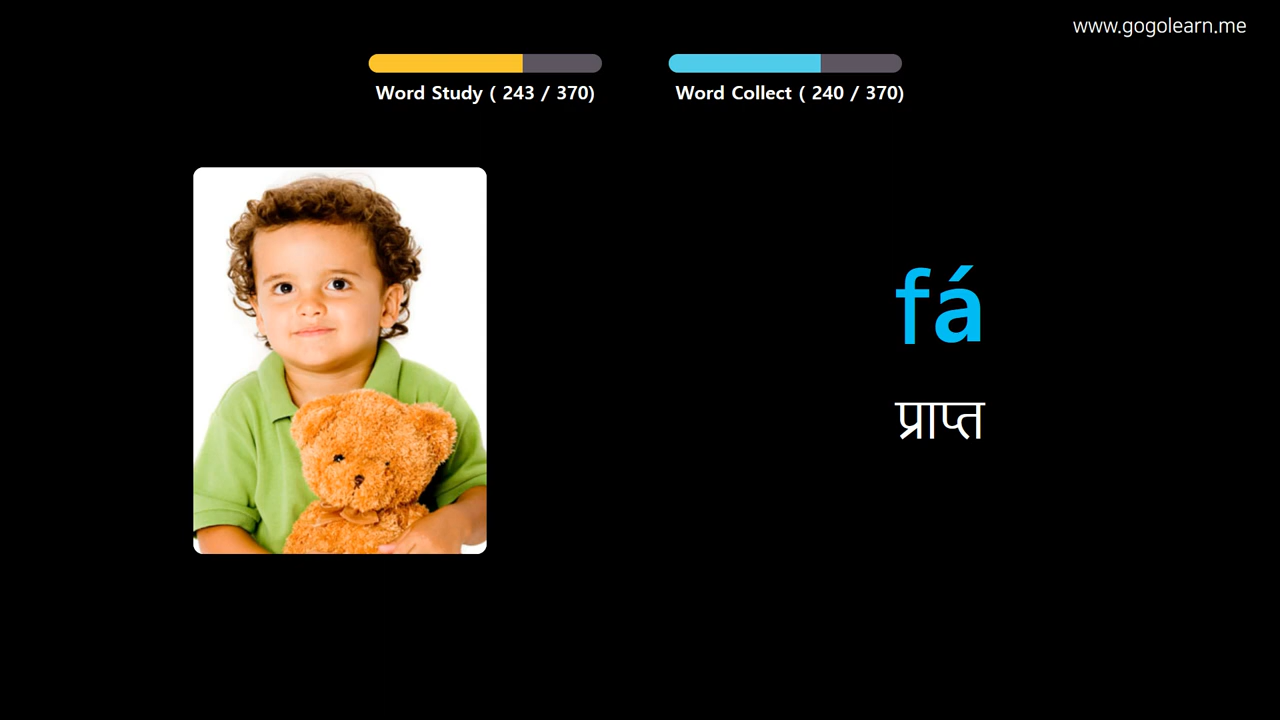 www.gogolearn.me
Word Study ( 243 / 370)
Word Collect ( 240 / 370)
fá
प्राप्त